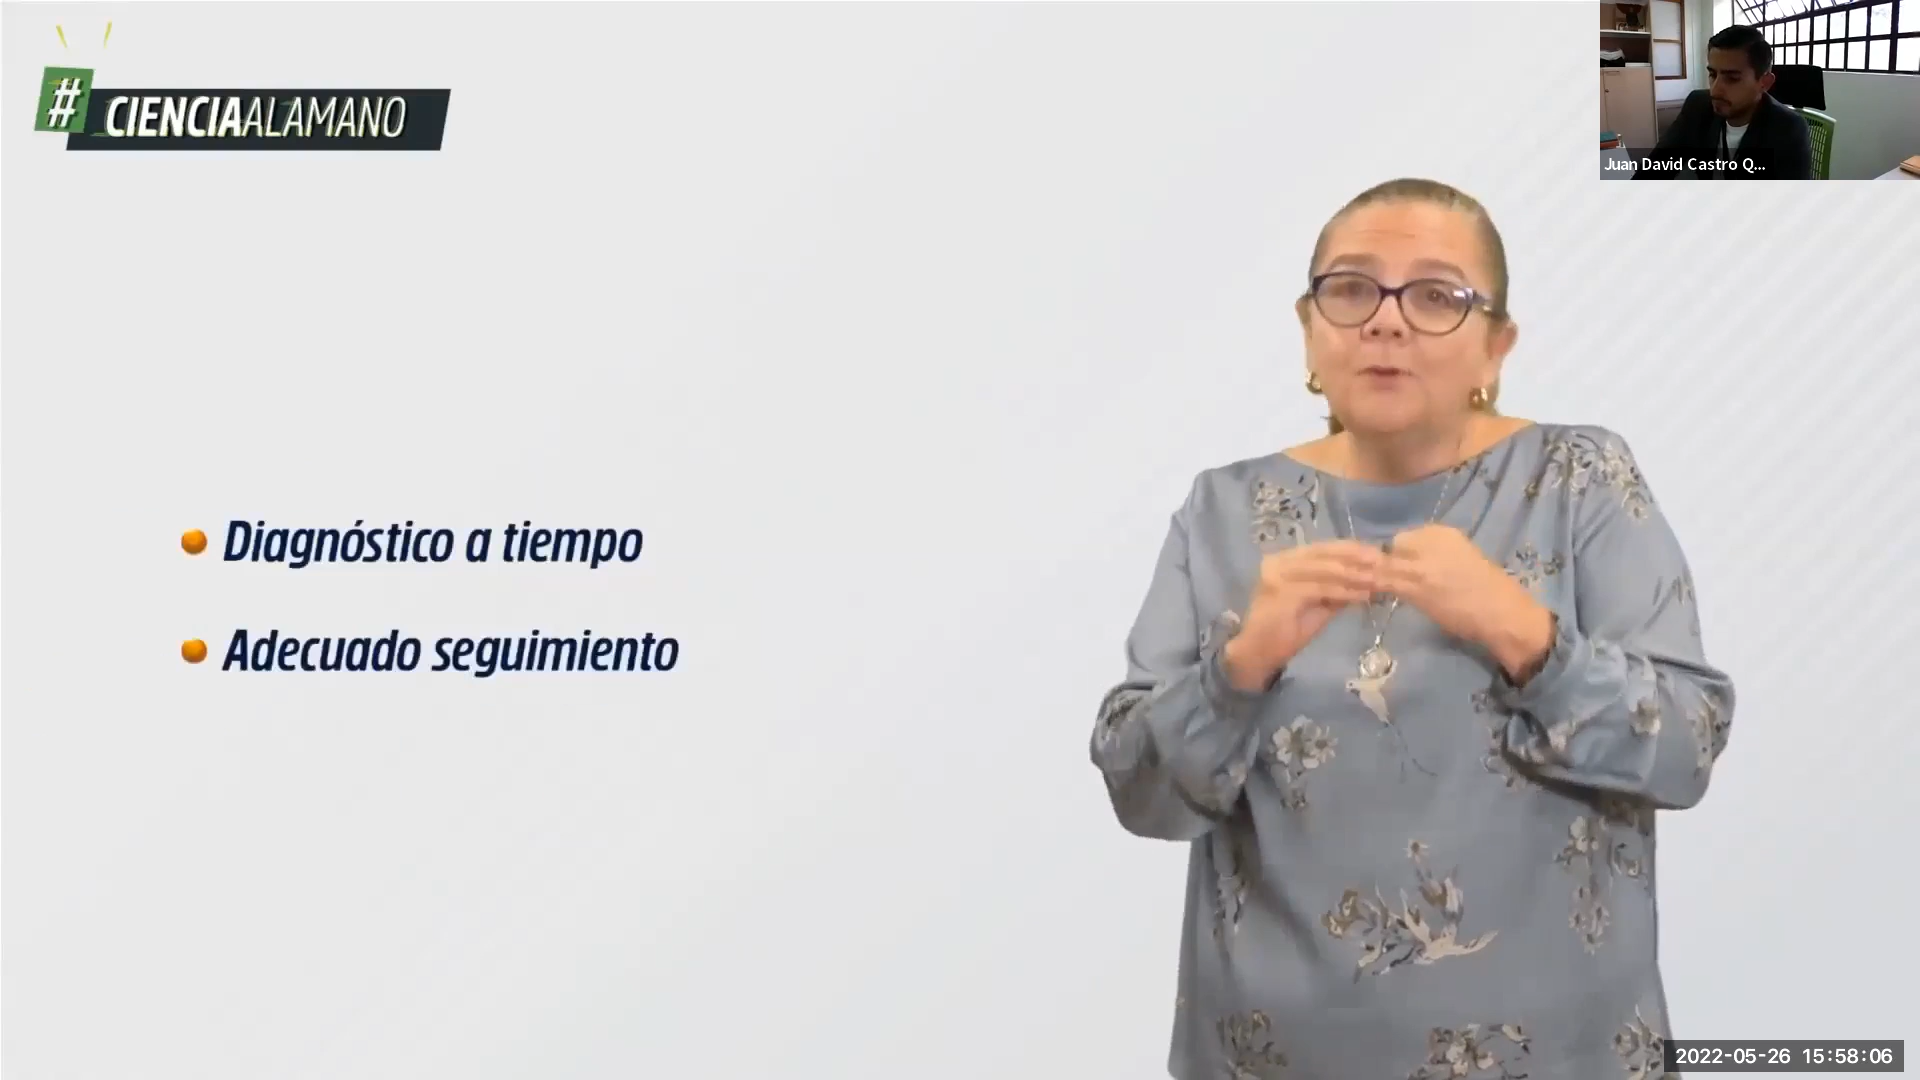 #CIENCIAALAMANO
Juan David Castro Q...
Diagnóstico a tiempo
Adecuado seguimiento
2022-05-26 15:58:06